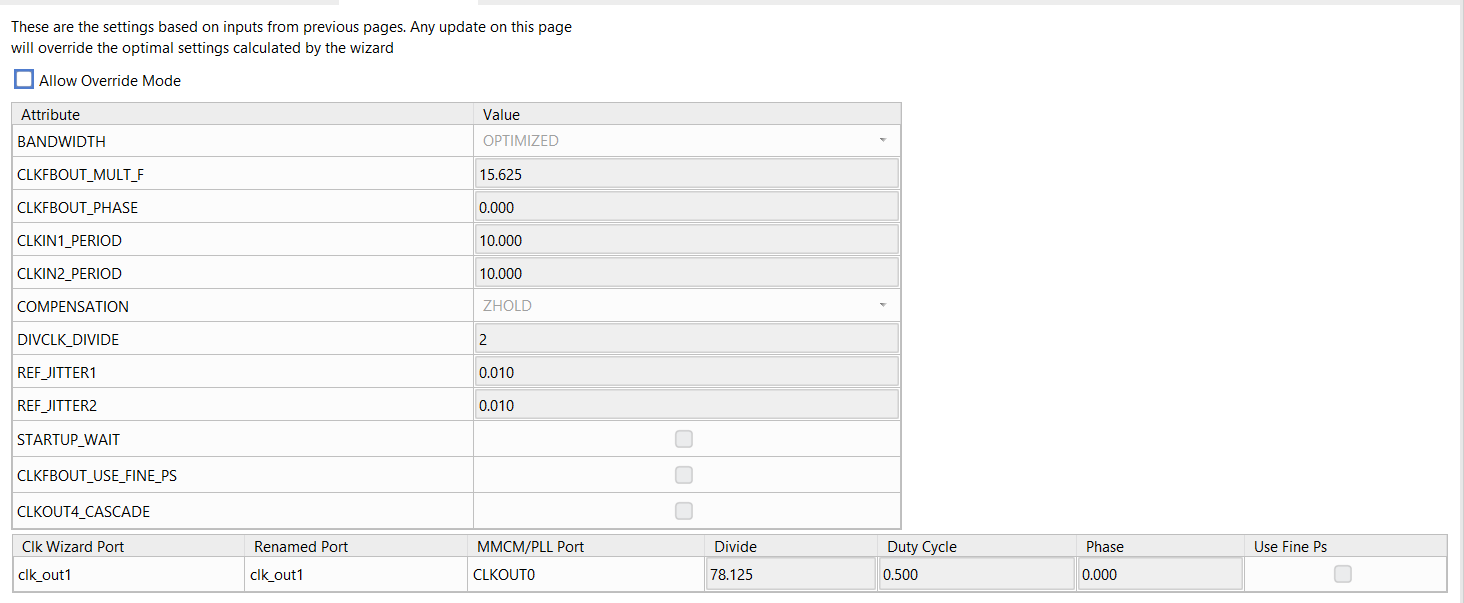 These are the settings based on inputs from previous pages. Any update on this page
will override the optimal settings calculated by the wizard
Allow Override Mode
Attribute Value
BANDWIDTH OPTIMIZED
CLKFBOUT_MULT_F 15.625
CLKFBOUT_PHASE 0.000
CLKIN1_PERIOD 10.000
CLKIN2_PERIOD 10.000
COMPENSATION ZHOLD
DIVCLK_DIVIDE 2
REF_JITTER1 0.010
REF_JITTER2 0.010
STARTUP_WAIT
CLKFBOUT_USE_FINE_PS
CLKOUT4_CASCADE
Clk Wizard Port Renamed Port MMCM/PLL Port Divide Duty Cycle Phase Use Fine Ps
clk_out1 clk_out1 CLKOUT0 78.125 0.500 0.000